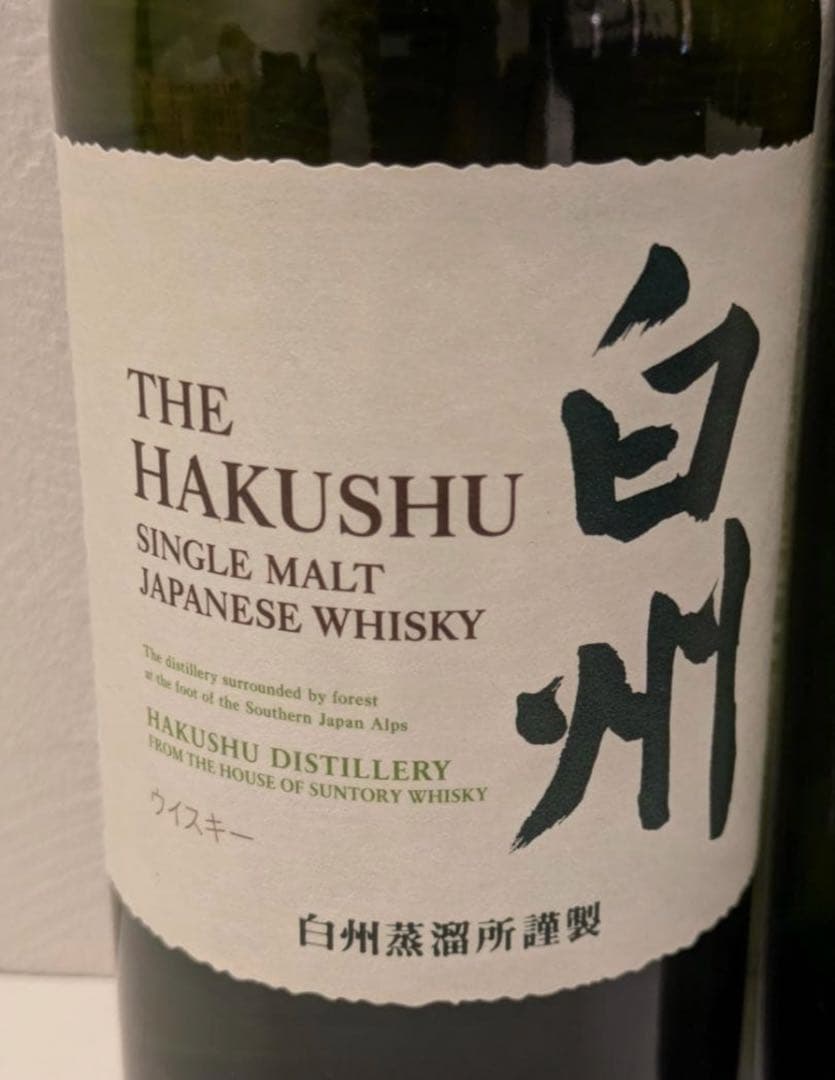 THE
HAKUSHU
SINGLE MALT
JAPANESE WHISKY
白州
The distillery surrounded by forest
at the foot of the Southern Japan Alps
HAKUSHU DISTILLERY
FROM THE HOUSE OF SUNTORY WHISKY
ウイスキー
白州蒸溜所謹製